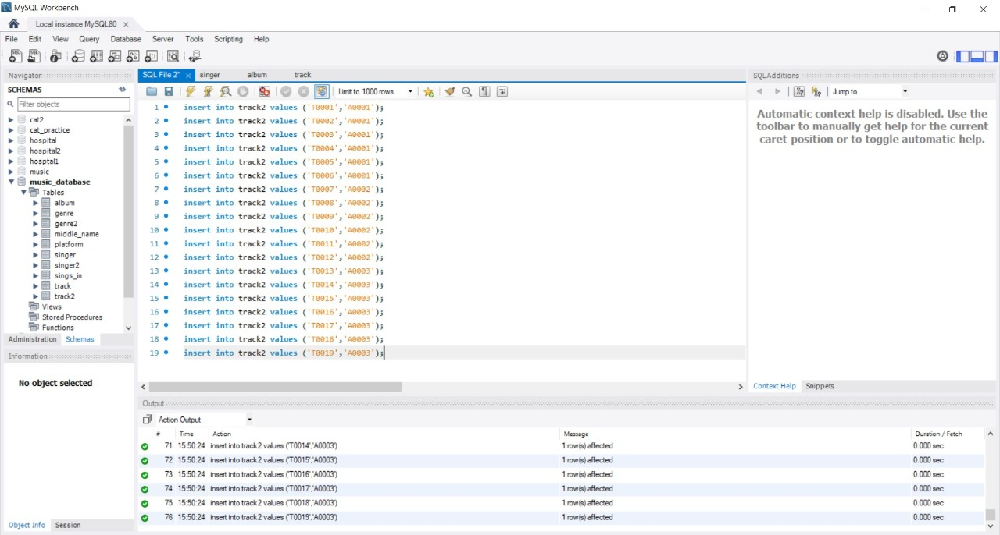 MySQL Workbench
Local instance MySQL80
File Edit View Query Database Server Tools Scripting Help
Navigator
SCHEMAS
Filter objects
cat2
cat_practice
hospital
hospital2
hosptal1
music
music_database
Tables
album
genre
genre2
middle_name
platform
singer
singer2
sings_in
track
track2
Views
Stored Procedures
Functions
Administration Schemas
Information
No object selected
Object Info Session
SQL File 2* singer album track
Limit to 1000 rows
1 insert into track2 values ('T0001','A0001');
2 insert into track2 values ('T0002','A0001');
3 insert into track2 values ('T0003','A0001');
4 insert into track2 values ('T0004','A0001');
5 insert into track2 values ('T0005','A0001');
6 insert into track2 values ('T0006','A0001');
7 insert into track2 values ('T0007','A0002');
8 insert into track2 values ('T0008','A0002');
9 insert into track2 values ('T0009','A0002');
10 insert into track2 values ('T0010','A0002');
11 insert into track2 values ('T0011','A0002');
12 insert into track2 values ('T0012','A0002');
13 insert into track2 values ('T0013','A0003');
14 insert into track2 values ('T0014','A0003');
15 insert into track2 values ('T0015','A0003');
16 insert into track2 values ('T0016','A0003');
17 insert into track2 values ('T0017','A0003');
18 insert into track2 values ('T0018','A0003');
19 insert into track2 values ('T0019','A0003');
SQLAdditions
Jump to
Automatic context help is disabled. Use the
toolbar to manually get help for the current
caret position or to toggle automatic help.
Context Help Snippets
Output
Action Output
# Time Action Message Duration / Fetch
71 15:50:24 insert into track2 values ('T0014','A0003') 1 row(s) affected 0.000 sec
72 15:50:24 insert into track2 values ('T0015','A0003') 1 row(s) affected 0.000 sec
73 15:50:24 insert into track2 values ('T0016','A0003') 1 row(s) affected 0.000 sec
74 15:50:24 insert into track2 values ('T0017','A0003') 1 row(s) affected 0.000 sec
75 15:50:24 insert into track2 values ('T0018','A0003') 1 row(s) affected 0.000 sec
76 15:50:24 insert into track2 values ('T0019','A0003') 1 row(s) affected 0.000 sec